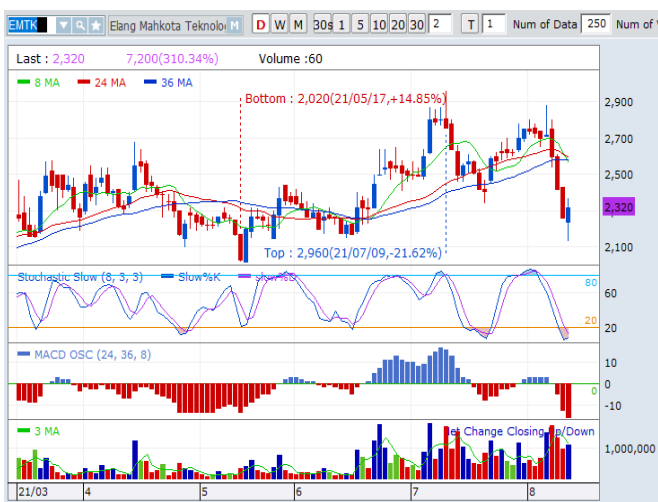 EMTK Elang Mahkota Teknolo M D W M 30s 1 5 10 20 30 2 T 1 Num of Data 250 Num of
Last : 2,320 7,200(310.34%) Volume :60
8 MA 24 MA 36 MA
Bottom : 2,020(21/05/17,+14.85%)
2,900
2,700
2,500
2,320
2,100
Top : 2,960(21/07/09,-21.62%)
Stochastic Slow (8, 3, 3) Slow%K slow%D
80
60
20
20
MACD OSC (24, 36, 8)
10
0
0
-10
3 MA Net Change Closing Up/Down
1,000,000
21/03 4 5 6 7 8